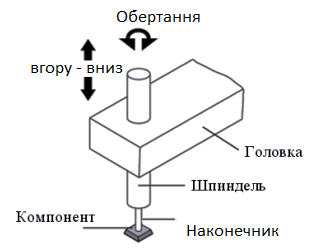 Обертання
вгору - вниз
Головка
Шпиндель
Компонент
Наконечник